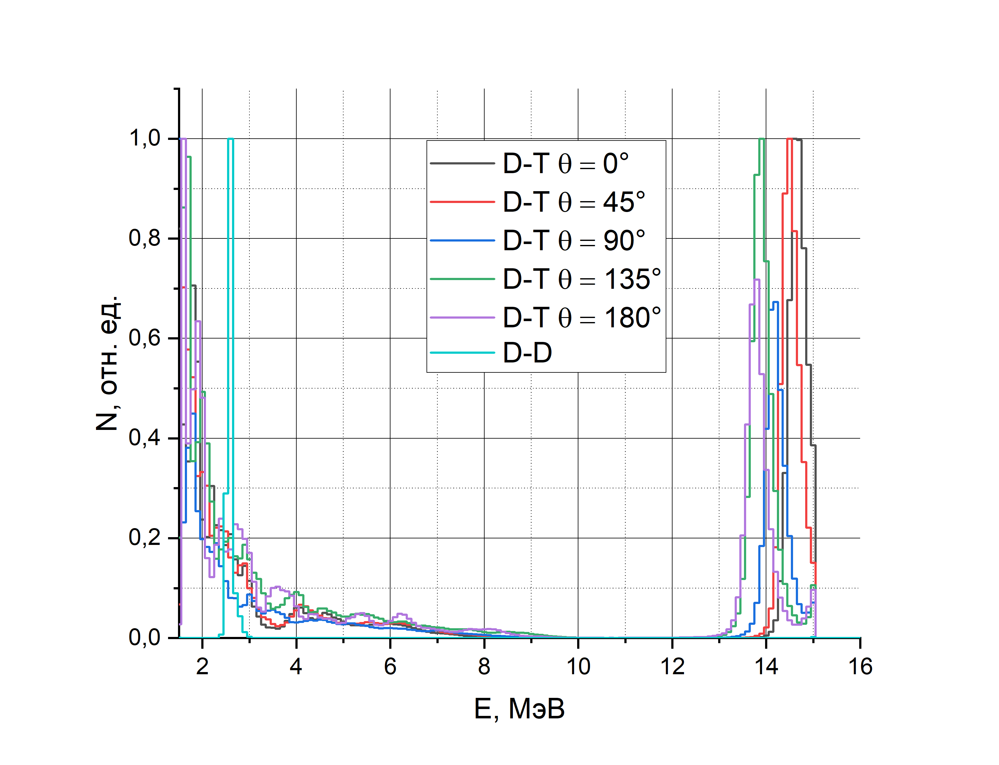 1,0
0,8
0,6
0,4
0,2
0,0
N, отн. ед.
D-T θ = 0°
D-T θ = 45°
D-T θ = 90°
D-T θ = 135°
D-T θ = 180°
D-D
2 4 6 8 10 12 14 16
E, МэВ